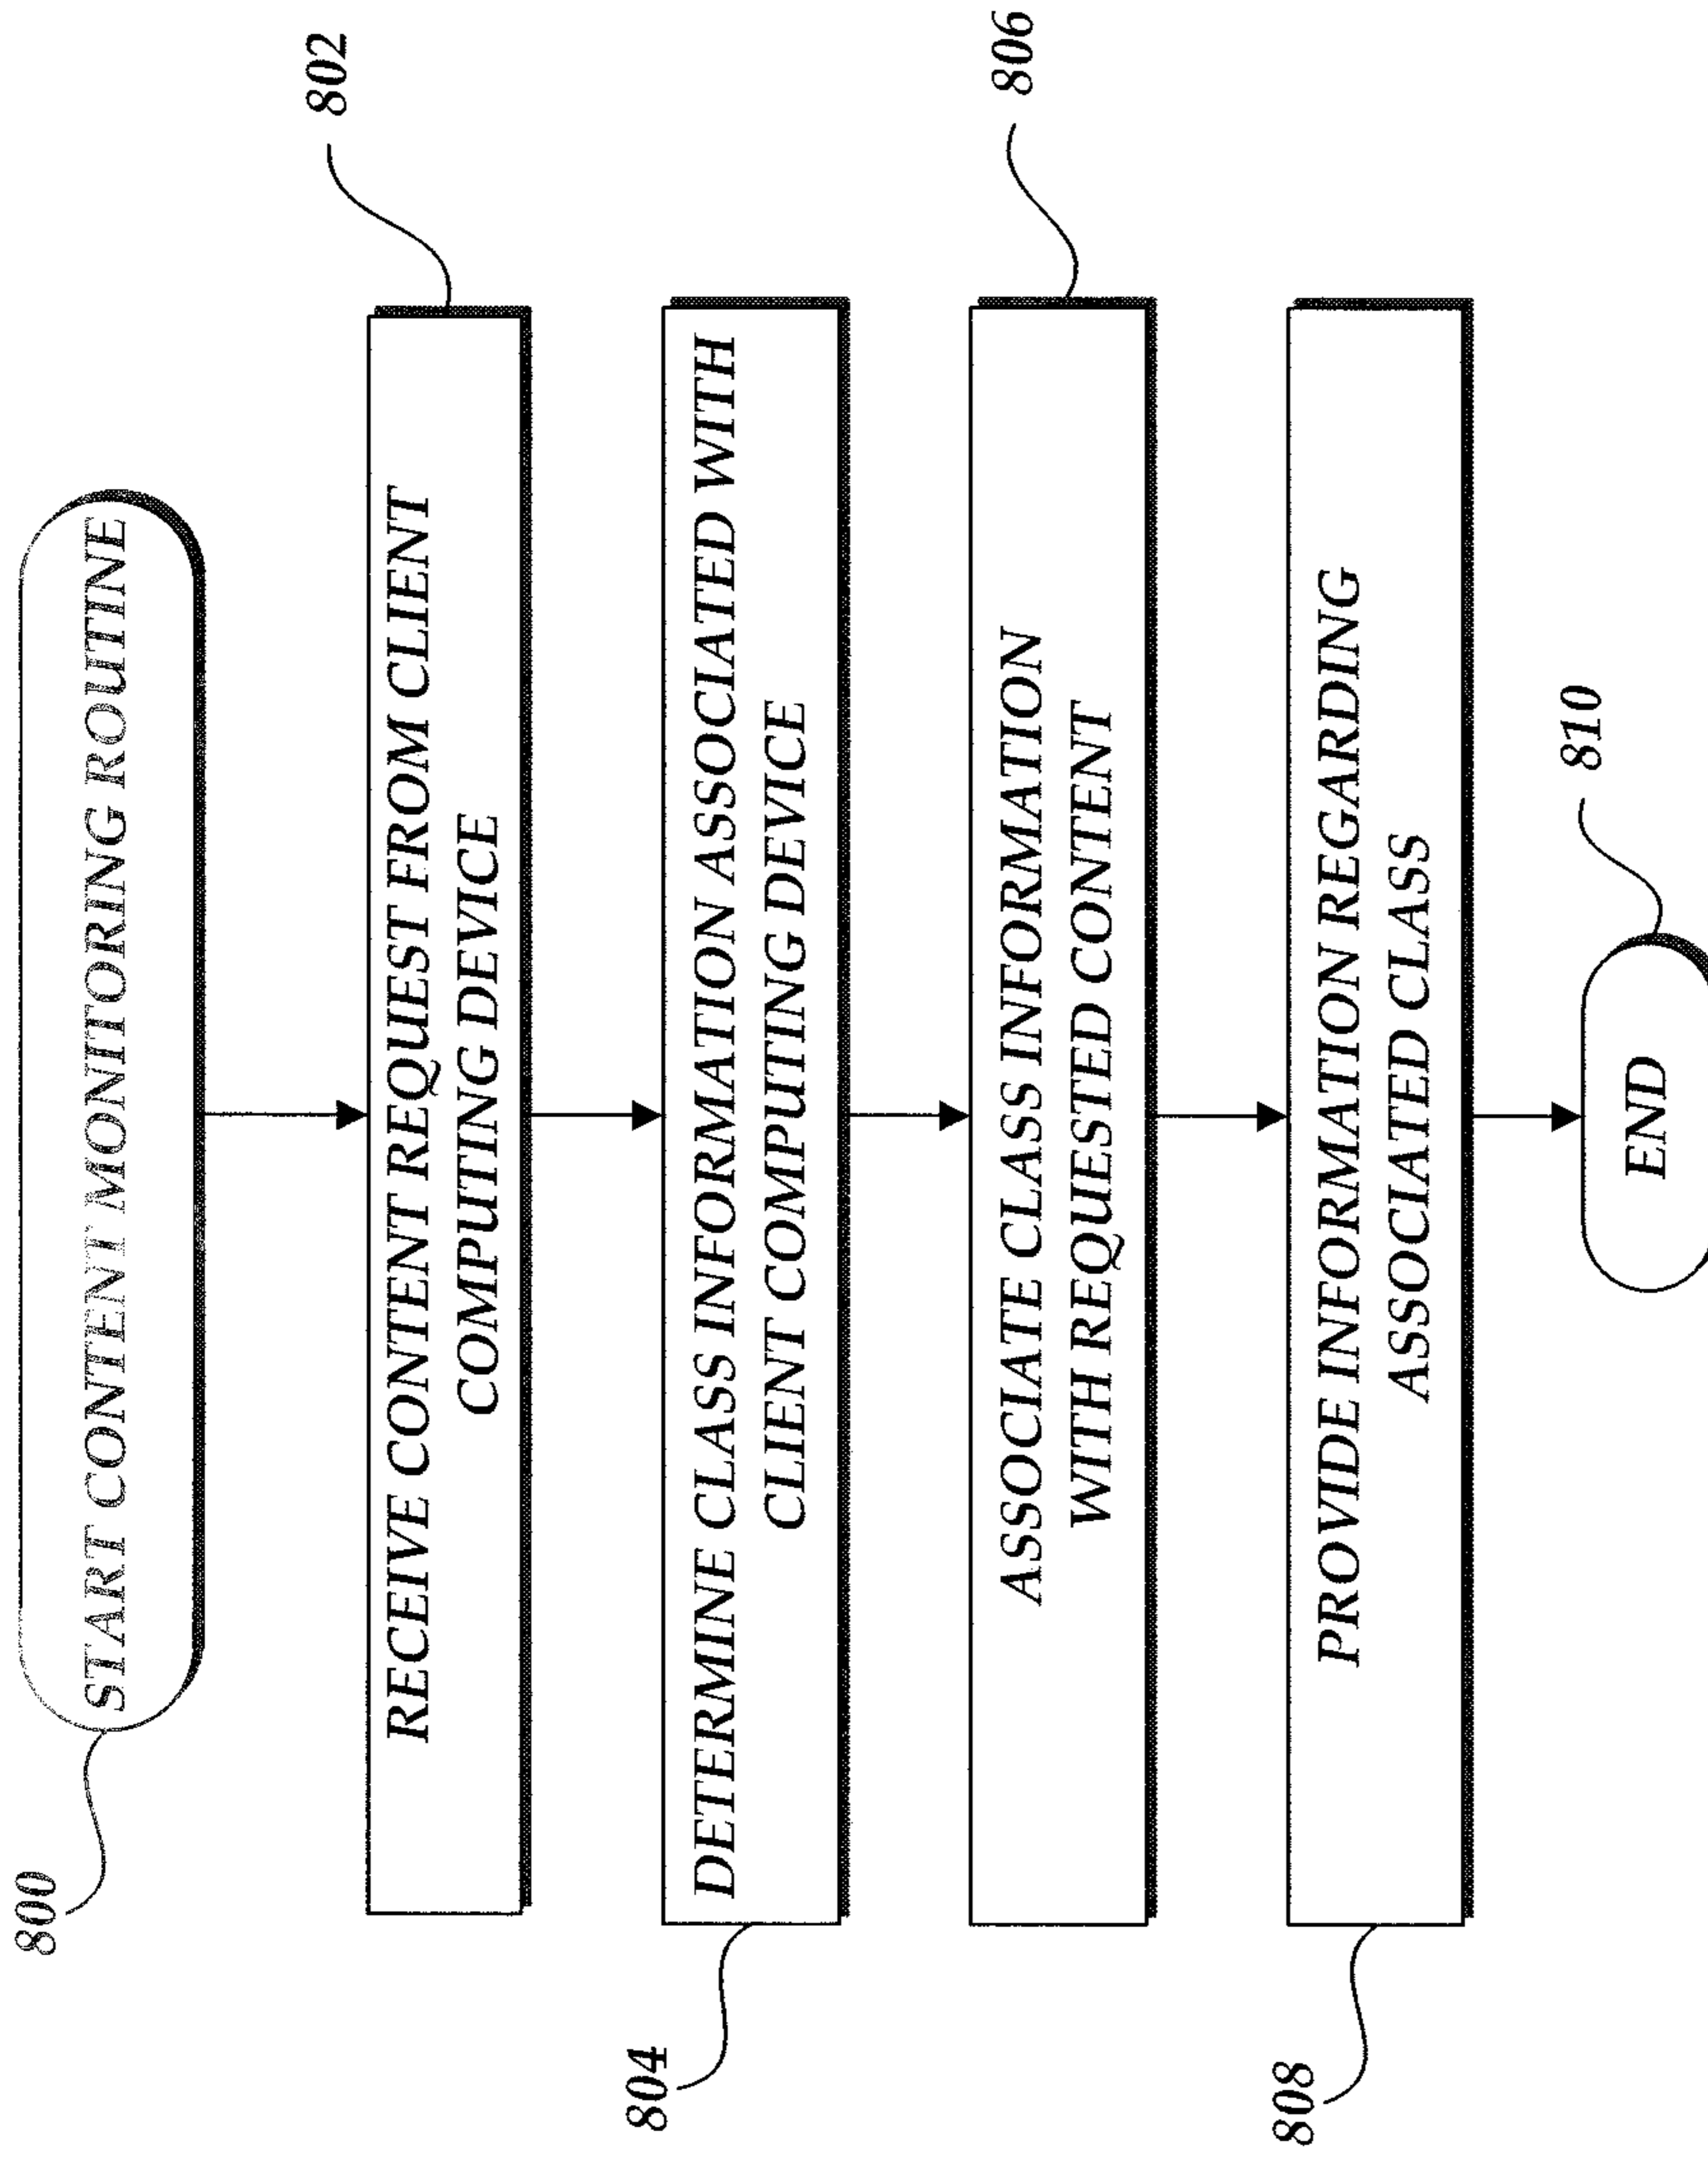 800
START CONTENT MONITORING ROUTINE
802
RECEIVE CONTENT REQUEST FROM CLIENT
COMPUTING DEVICE
804
DETERMINE CLASS INFORMATION ASSOCIATED WITH
CLIENT COMPUTING DEVICE
806
ASSOCIATE CLASS INFORMATION
WITH REQUESTED CONTENT
808
PROVIDE INFORMATION REGARDING
ASSOCIATED CLASS
810
END